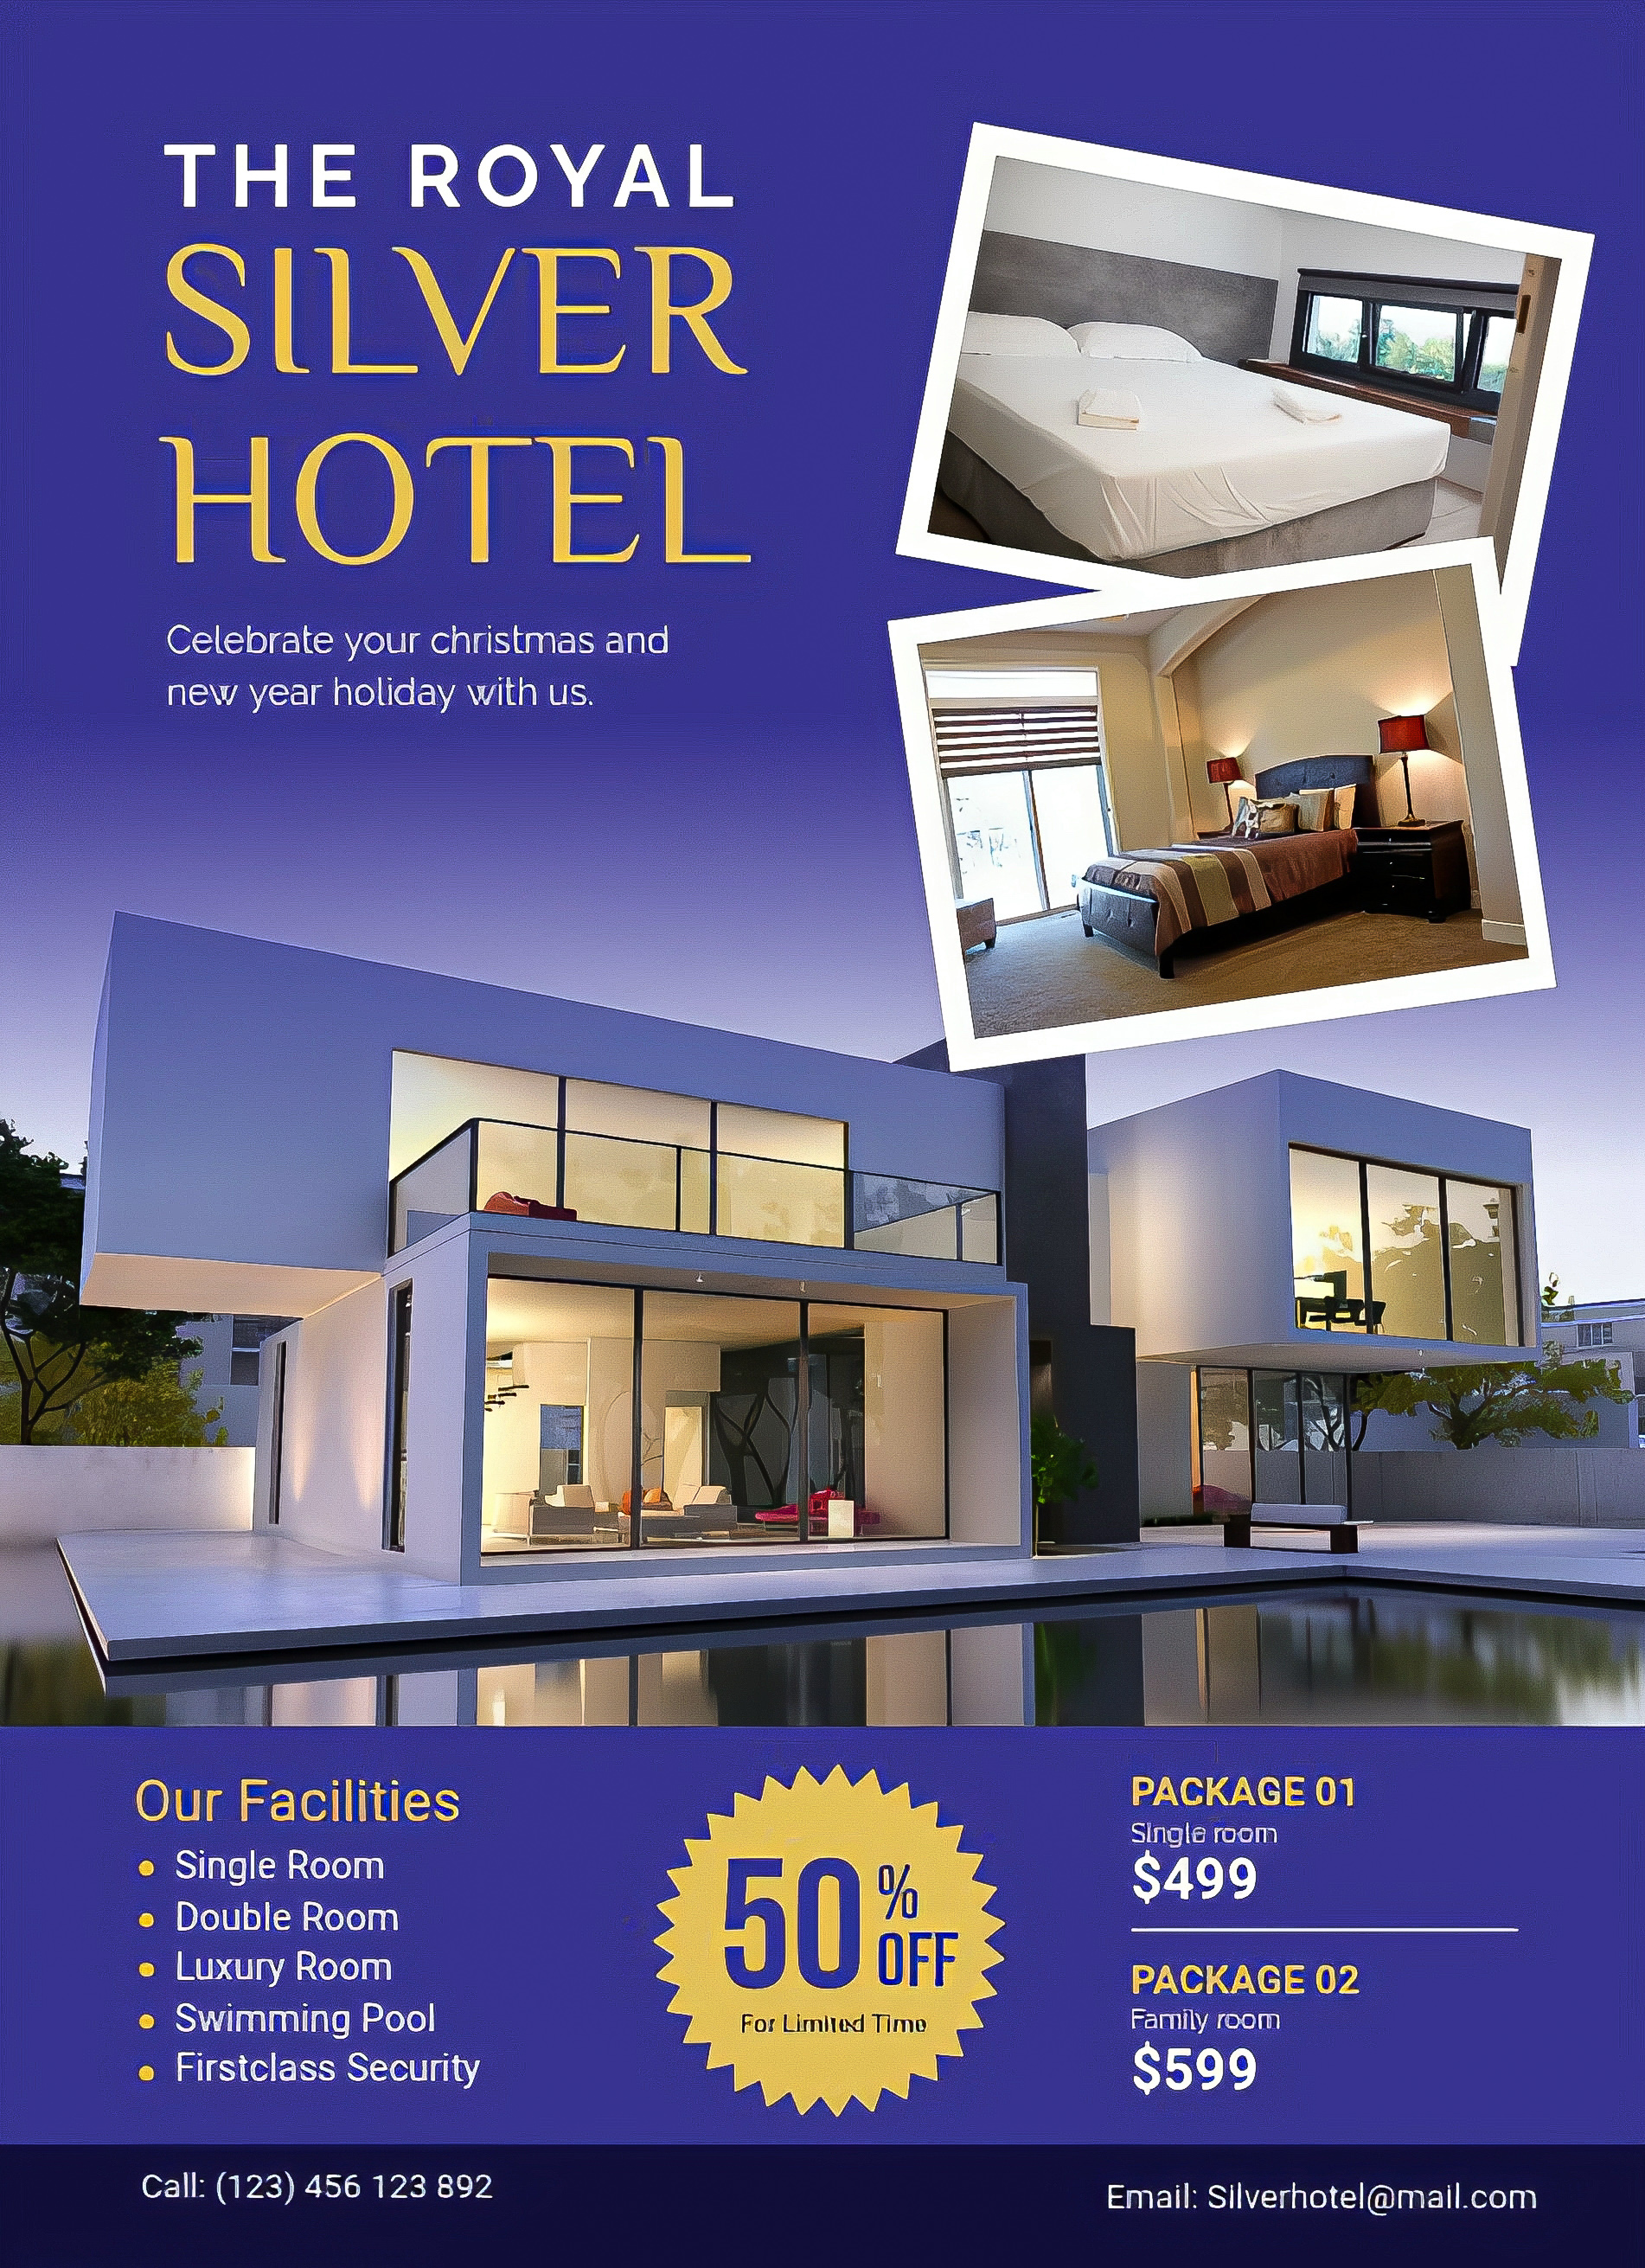 THE ROYAL
SILVER
HOTEL
Celebrate your christmas and
new year holiday with us.
Our Facilities
Single Room
Double Room
Luxury Room
Swimming Pool
Firstclass Security
50%
OFF
For Limited Time
PACKAGE 01
Single room
$499
PACKAGE 02
Family room
$599
Call: (123) 456 123 892
Email: Silverhotel@mail.com